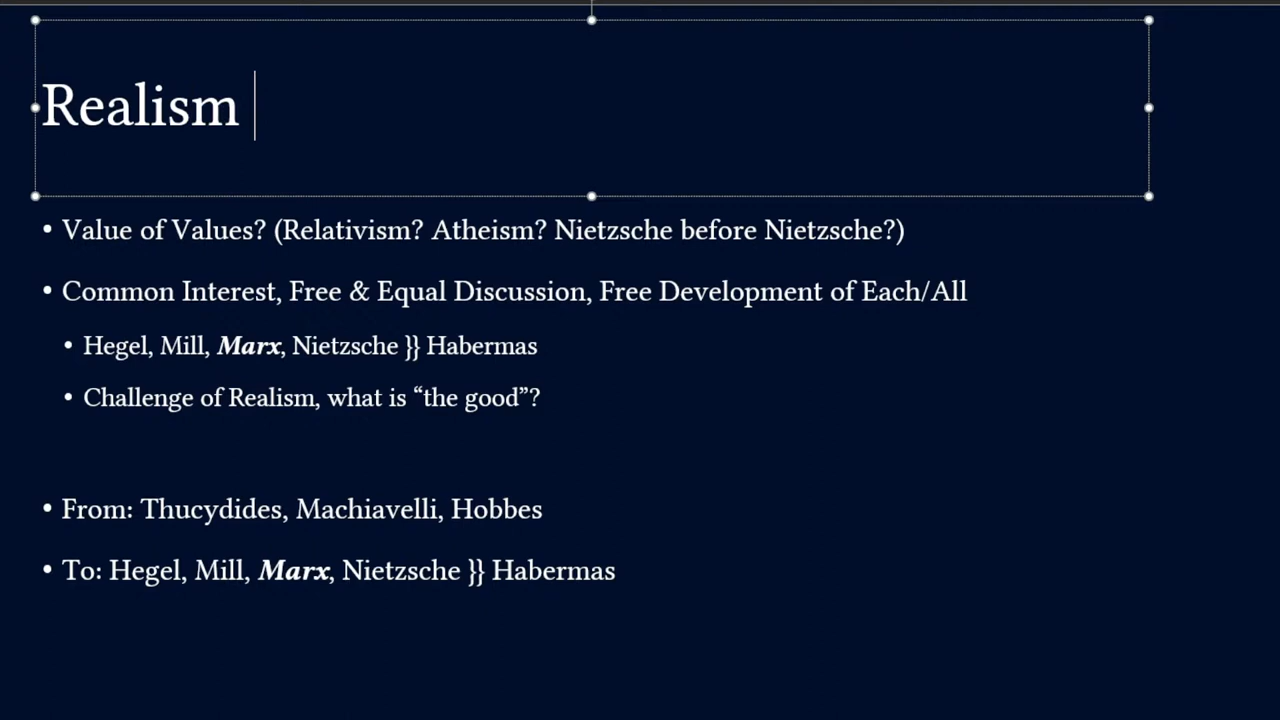 Realism
• Value of Values? (Relativism? Atheism? Nietzsche before Nietzsche?)
• Common Interest, Free & Equal Discussion, Free Development of Each/All
• Hegel, Mill, Marx, Nietzsche }} Habermas
• Challenge of Realism, what is “the good”?
• From: Thucydides, Machiavelli, Hobbes
• To: Hegel, Mill, Marx, Nietzsche }} Habermas